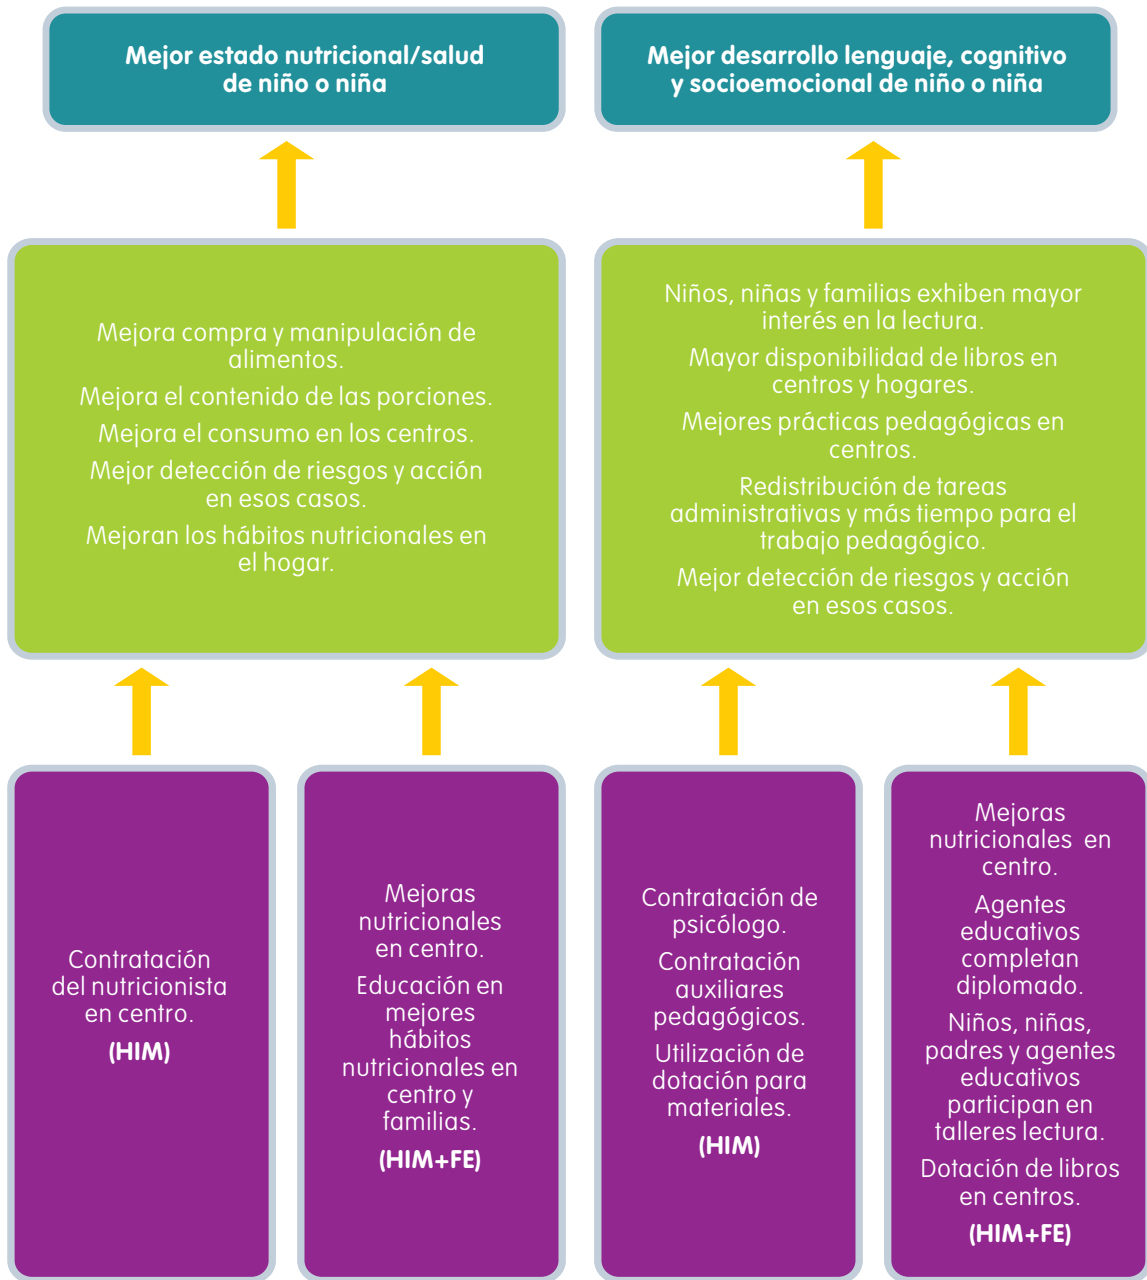 Mejor estado nutricional/salud
de niño o niña
Mejor desarrollo lenguaje, cognitivo
y socioemocional de niño o niña
Mejora compra y manipulación de
alimentos.
Mejora el contenido de las porciones.
Mejora el consumo en los centros.
Mejor detección de riesgos y acción
en esos casos.
Mejoran los hábitos nutricionales en
el hogar.
Niños, niñas y familias exhiben mayor
interés en la lectura.
Mayor disponibilidad de libros en
centros y hogares.
Mejores prácticas pedagógicas en
centros.
Redistribución de tareas
administrativas y más tiempo para el
trabajo pedagógico.
Mejor detección de riesgos y acción
en esos casos.
Contratación
del nutricionista
en centro.
(HIM)
Mejoras
nutricionales
en centro.
Educación en
mejores
hábitos
nutricionales en
centro y
familias.
(HIM+FE)
Contratación de
psicólogo.
Contratación
auxiliares
pedagógicos.
Utilización de
dotación para
materiales.
(HIM)
Mejoras
nutricionales en
centro.
Agentes
educativos
completan
diplomado.
Niños, niñas,
padres y agentes
educativos
participan en
talleres lectura.
Dotación de libros
en centros.
(HIM+FE)